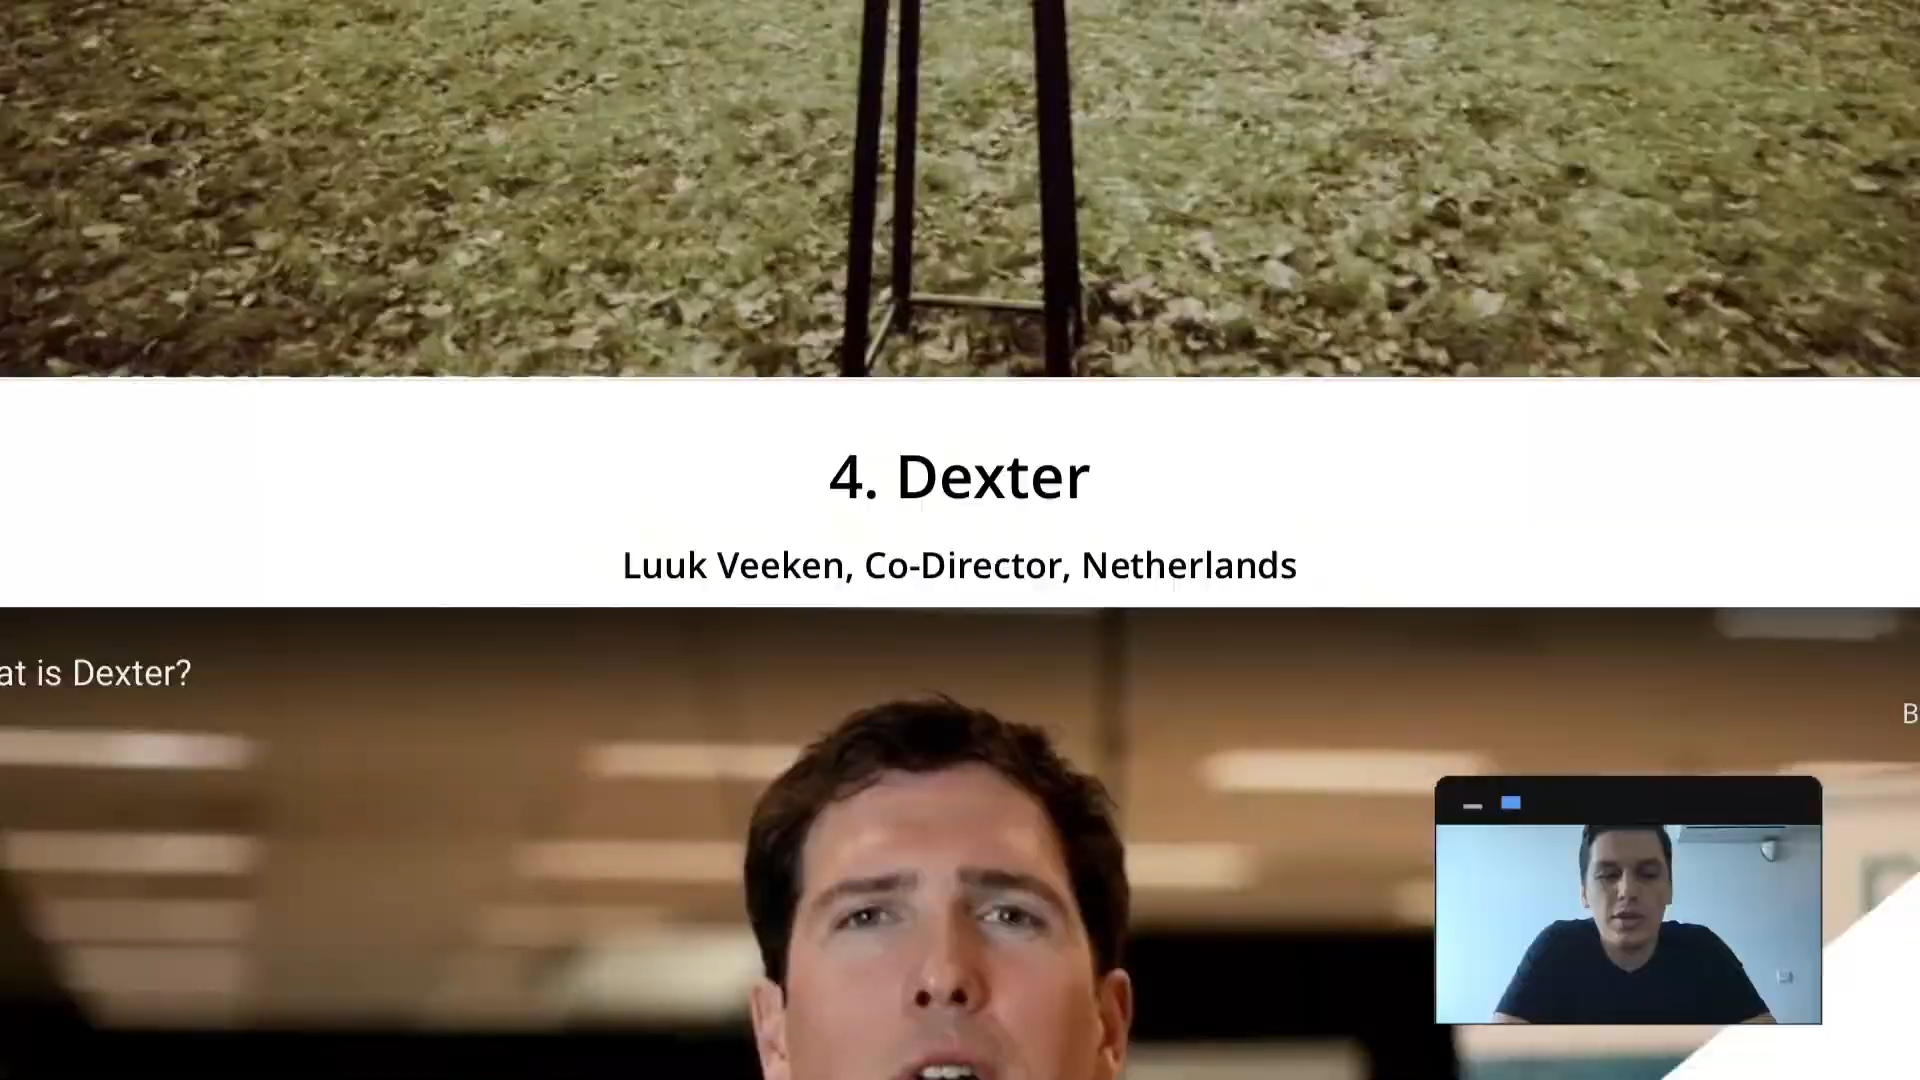 4. Dexter
Luuk Veeken, Co-Director, Netherlands
at is Dexter?
B